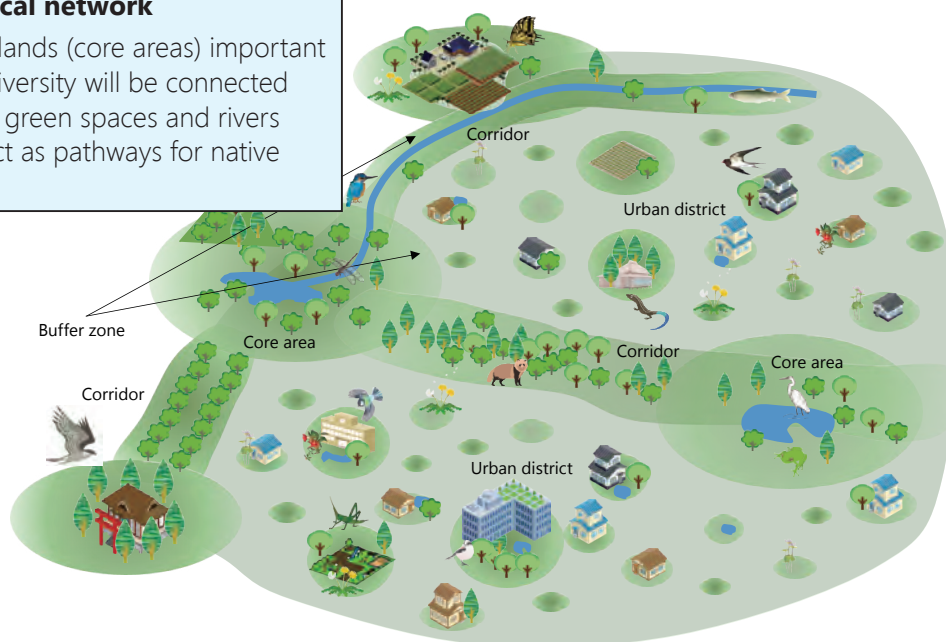 cal network
lands (core areas) important
iversity will be connected
green spaces and rivers
ct as pathways for native
Corridor
Urban district
Buffer zone
Core area
Corridor
Core area
Corridor
Urban district